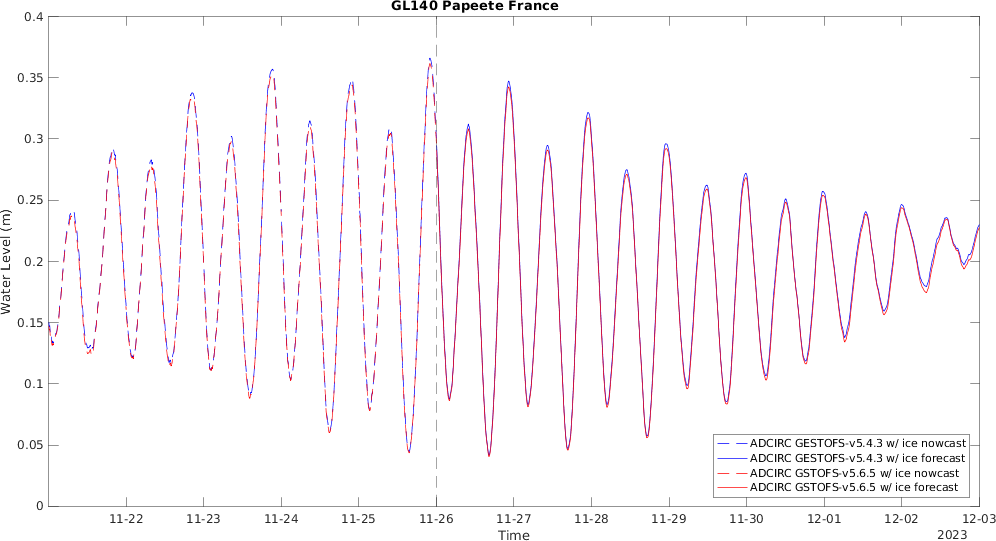 GL140 Papeete France
0.4
0.35
0.3
0.25
0.2
0.15
0.1
0.05
0
Water Level (m)
ADCIRC GESTOFS-v5.4.3 w/ ice nowcast
ADCIRC GESTOFS-v5.4.3 w/ ice forecast
ADCIRC GSTOFS-v5.6.5 w/ ice nowcast
ADCIRC GSTOFS-v5.6.5 w/ ice forecast
11-22 11-23 11-24 11-25 11-26 11-27 11-28 11-29 11-30 12-01 12-02 12-03
Time
2023